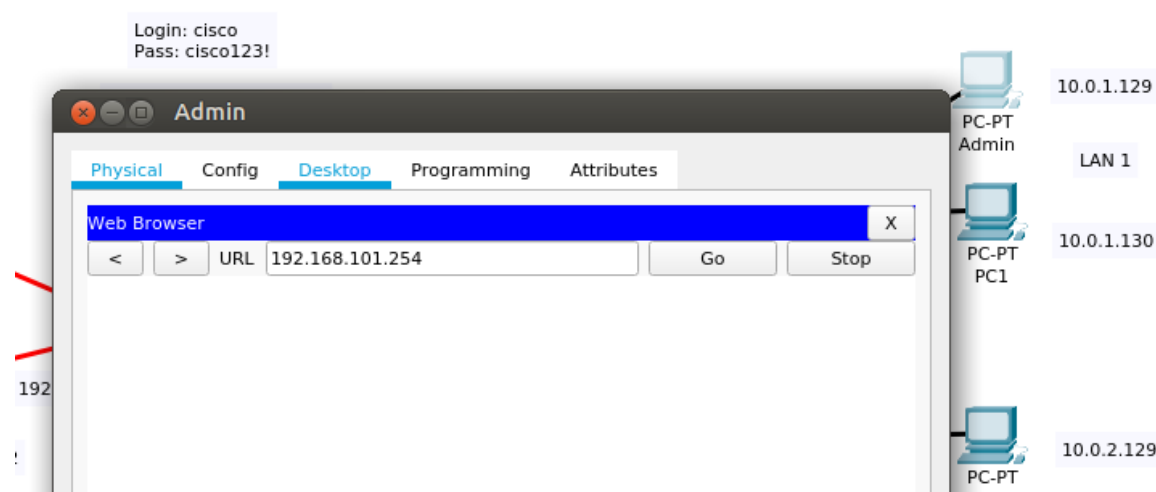 Login: cisco
Pass: cisco123!
Admin
Physical Config Desktop Programming Attributes
Web Browser X
< > URL 192.168.101.254 Go Stop
PC-PT
Admin
10.0.1.129
LAN 1
PC-PT
PC1
10.0.1.130
192
PC-PT
10.0.2.129